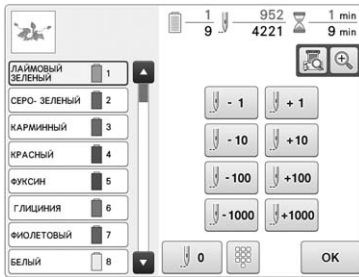 1 952 1 min
9 4221 9 min
ЛАЙМОВЫЙ
ЗЕЛЕНЫЙ 1
СЕРО- ЗЕЛЕНЫЙ 2
КАРМИННЫЙ 3
КРАСНЫЙ 4
ФУКСИН 5
ГЛИЦИНИЯ 6
ФИОЛЕТОВЫЙ 7
БЕЛЫЙ 8
- 1 + 1
- 10 +10
- 100 +100
- 1000 +1000
0 OK